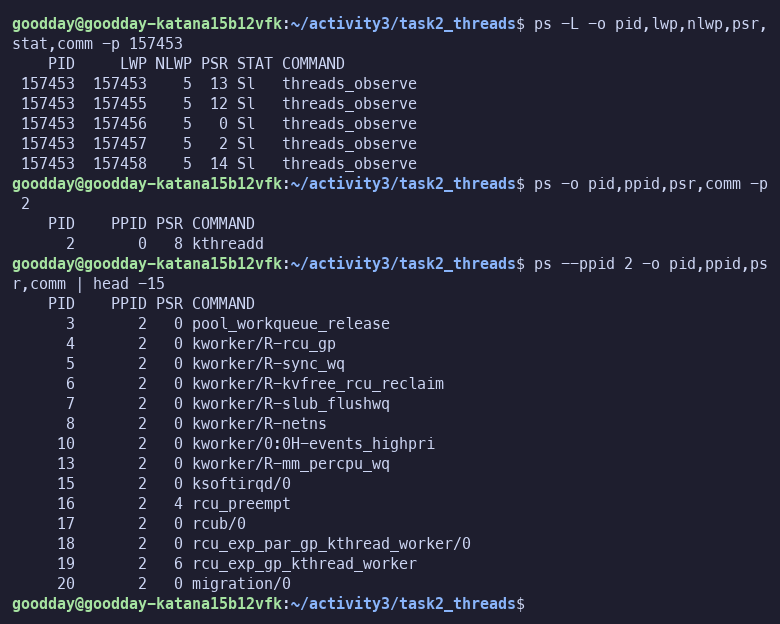 goodday@goodday-katana15b12vfk:~/activity3/task2_threads$ ps -L -o pid,lwp,nlwp,psr,
stat,comm -p 157453
    PID     LWP NLWP PSR STAT COMMAND
 157453  157453    5  13 Sl   threads_observe
 157453  157455    5  12 Sl   threads_observe
 157453  157456    5   0 Sl   threads_observe
 157453  157457    5   2 Sl   threads_observe
 157453  157458    5  14 Sl   threads_observe
goodday@goodday-katana15b12vfk:~/activity3/task2_threads$ ps -o pid,ppid,psr,comm -p
 2
    PID    PPID PSR COMMAND
      2       0   8 kthreadd
goodday@goodday-katana15b12vfk:~/activity3/task2_threads$ ps --ppid 2 -o pid,ppid,ps
r,comm | head -15
    PID    PPID PSR COMMAND
      3       2   0 pool_workqueue_release
      4       2   0 kworker/R-rcu_gp
      5       2   0 kworker/R-sync_wq
      6       2   0 kworker/R-kvfree_rcu_reclaim
      7       2   0 kworker/R-slub_flushwq
      8       2   0 kworker/R-netns
     10       2   0 kworker/0:0H-events_highpri
     13       2   0 kworker/R-mm_percpu_wq
     15       2   0 ksoftirqd/0
     16       2   4 rcu_preempt
     17       2   0 rcub/0
     18       2   0 rcu_exp_par_gp_kthread_worker/0
     19       2   6 rcu_exp_gp_kthread_worker
     20       2   0 migration/0
goodday@goodday-katana15b12vfk:~/activity3/task2_threads$